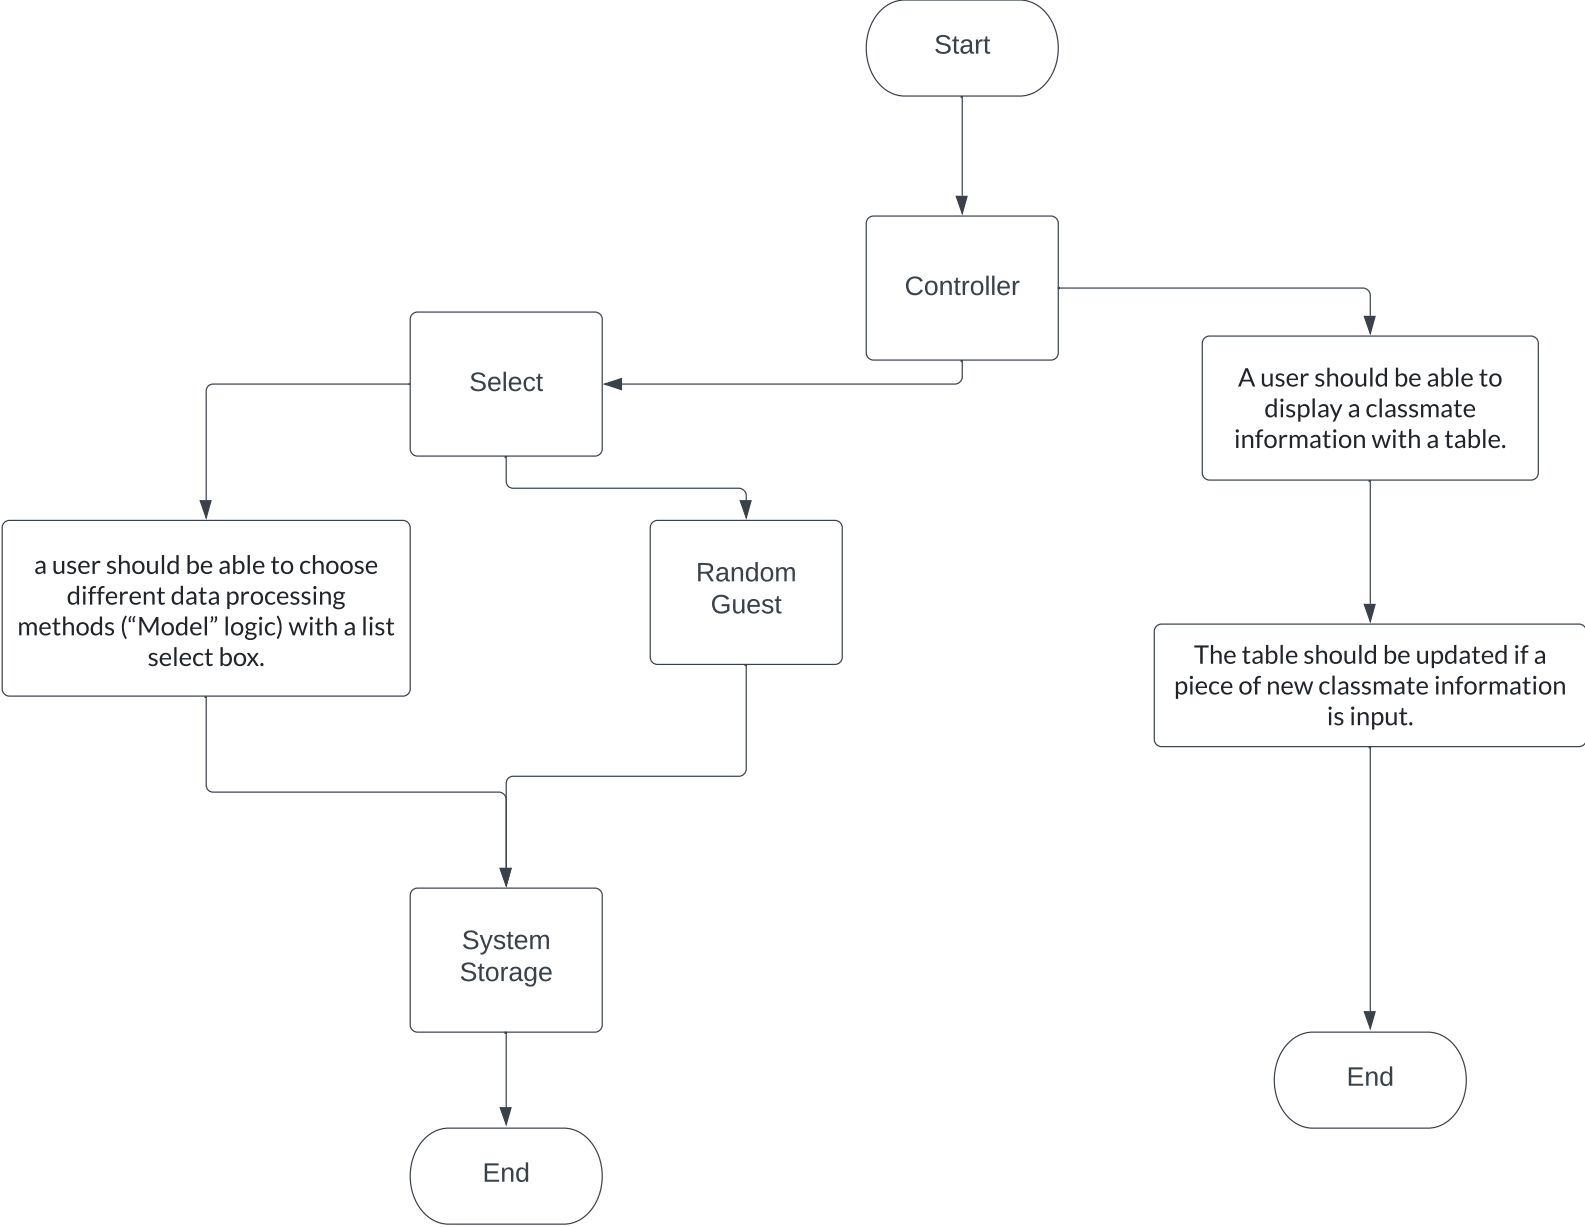 Start
Controller
Select
A user should be able to
display a classmate
information with a table.
a user should be able to choose
different data processing
methods (“Model” logic) with a list
select box.
Random
Guest
The table should be updated if a
piece of new classmate information
is input.
System
Storage
End
End